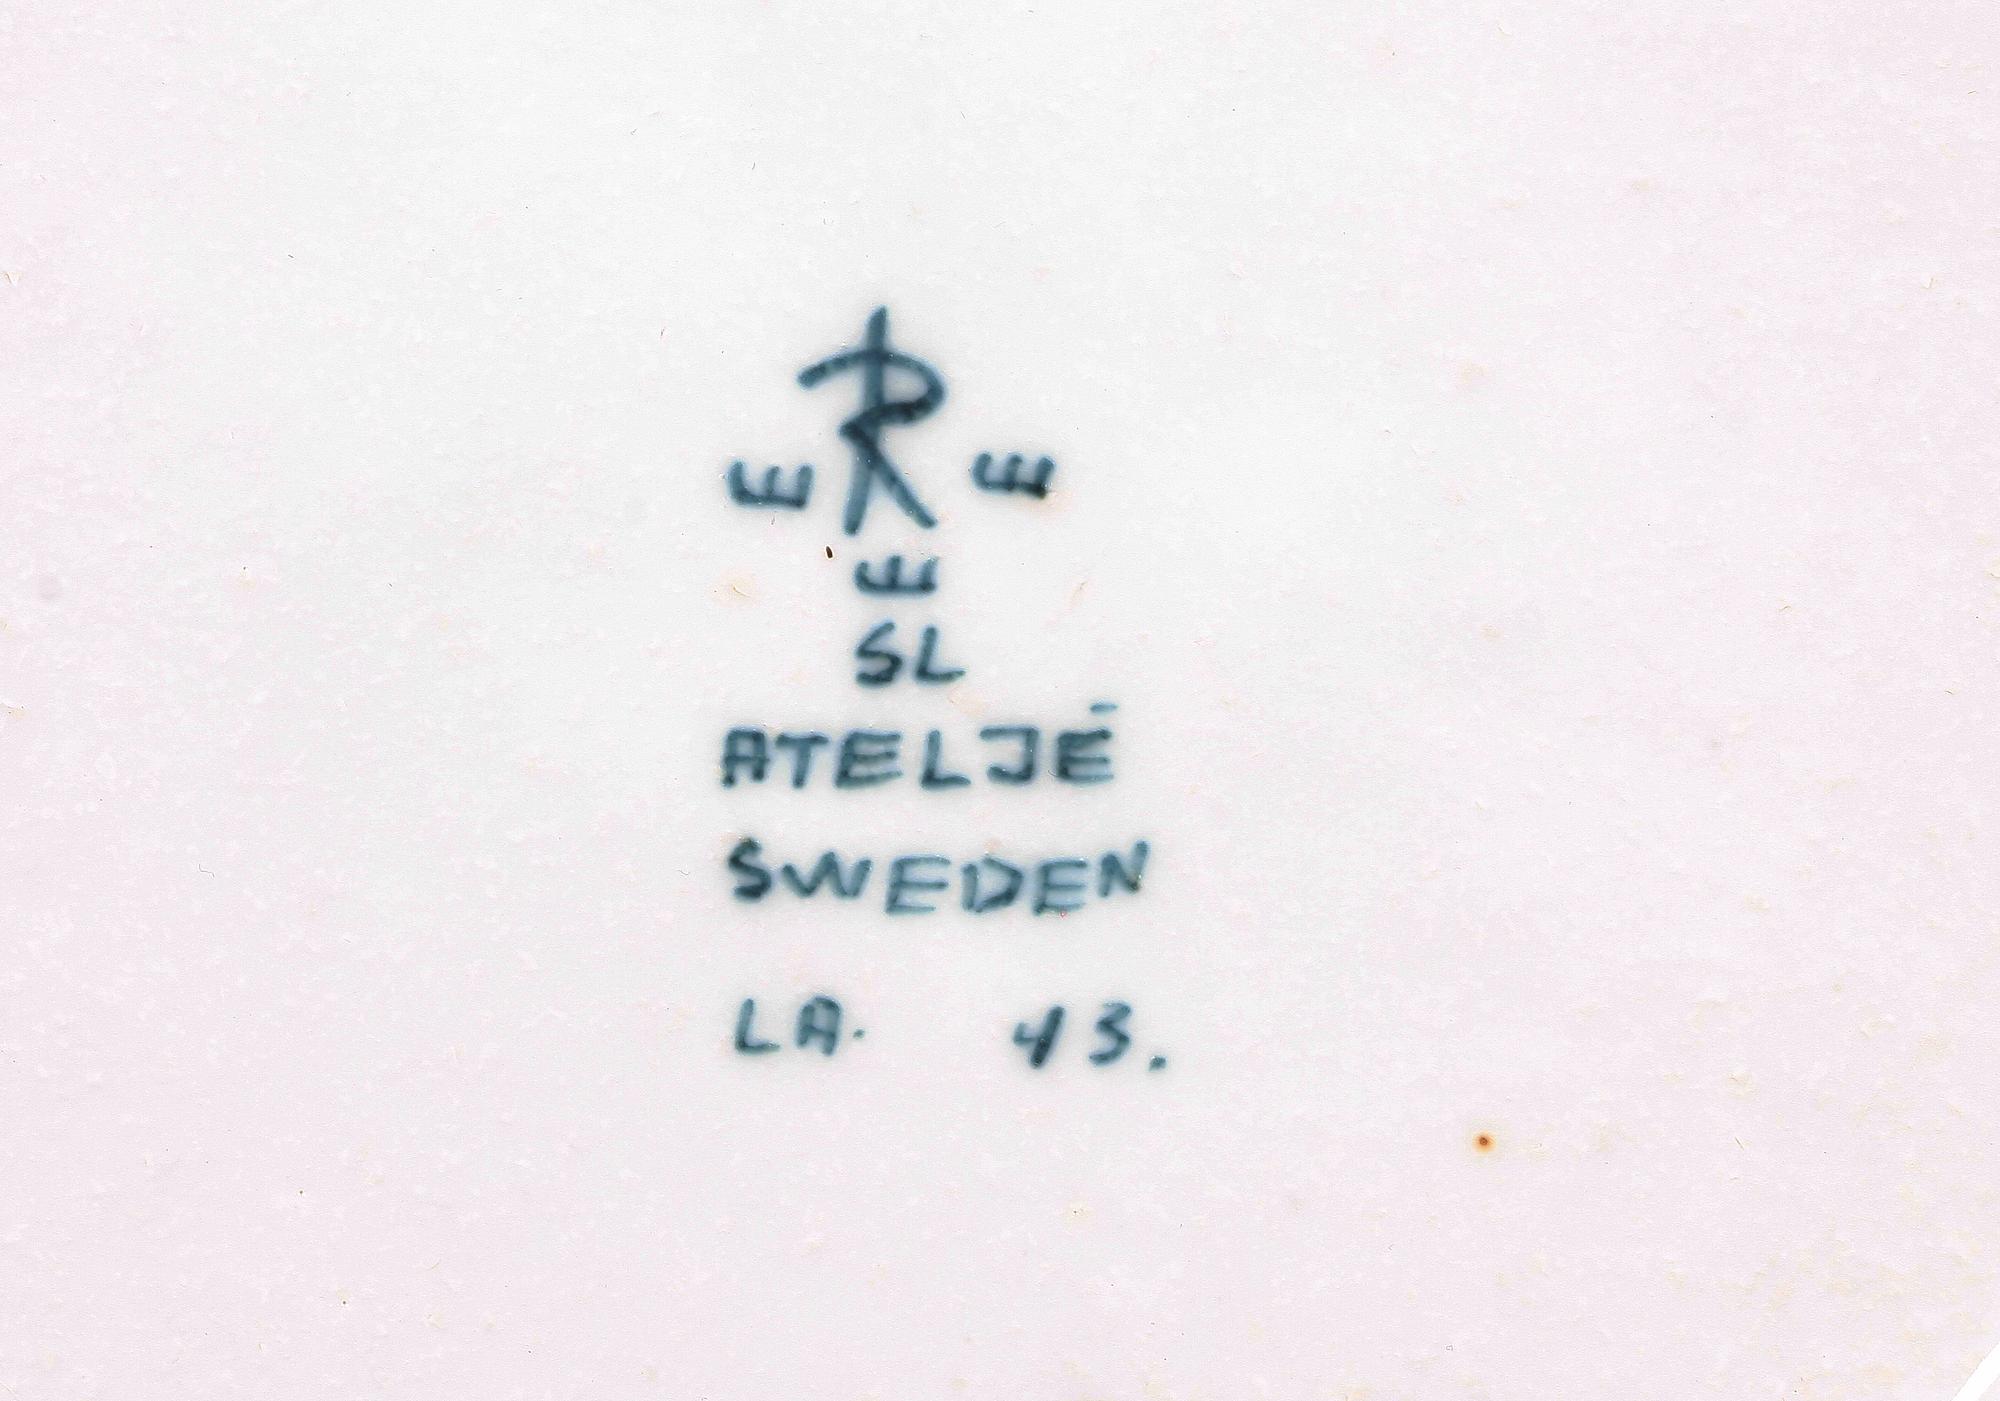 R
SL
ATELJÉ
SWEDEN
LA. 43.